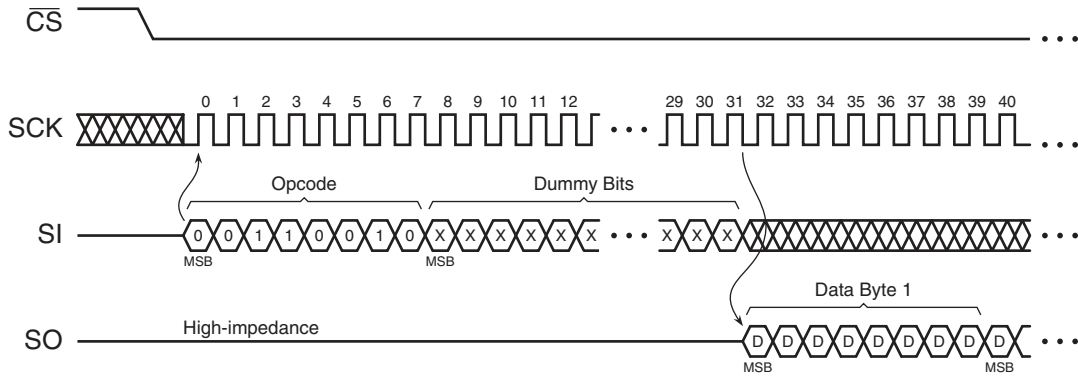 CS
0 1 2 3 4 5 6 7 8 9 10 11 12 29 30 31 32 33 34 35 36 37 38 39 40
SCK
Opcode Dummy Bits
SI 0 0 1 1 0 0 1 0 X X X X X X X X X
MSB MSB
Data Byte 1
High-impedance
SO D D D D D D D D D
MSB MSB